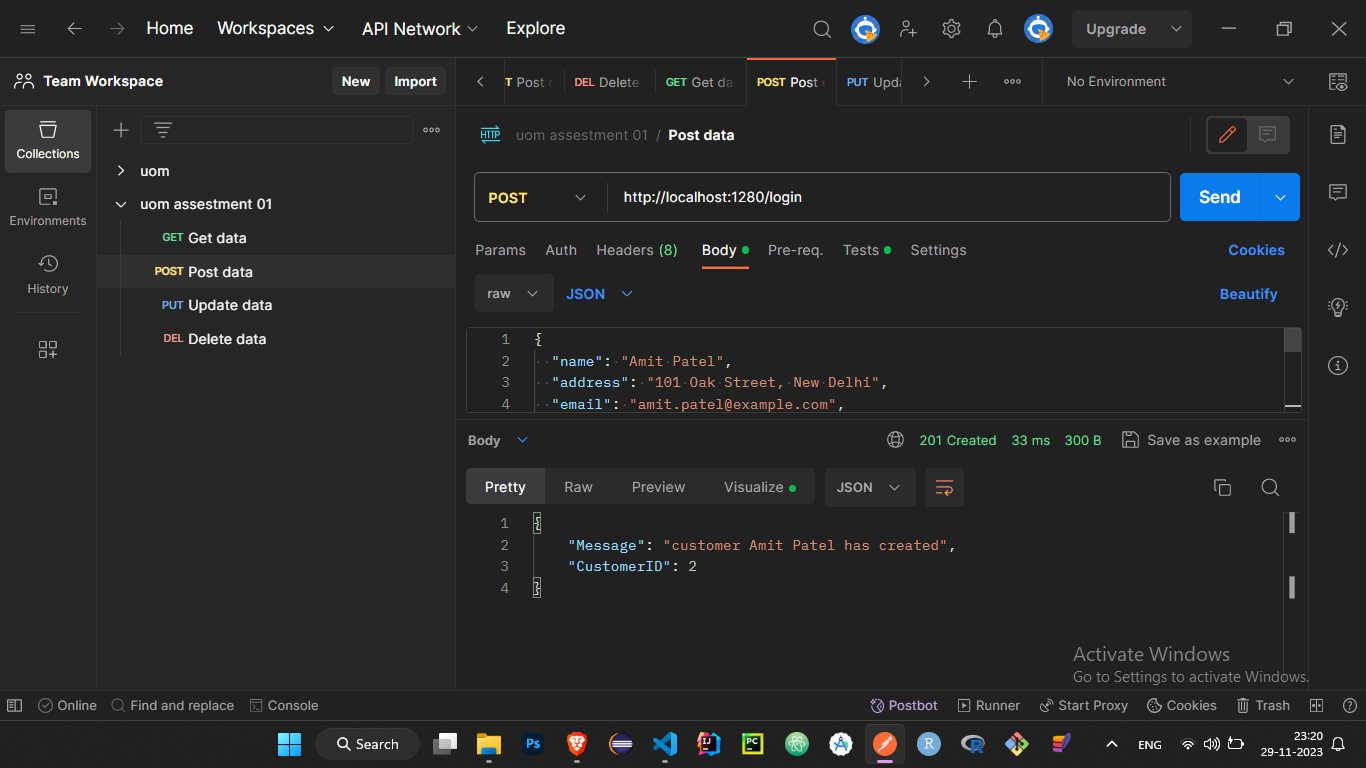 Home Workspaces API Network Explore Upgrade
Team Workspace New Import
T Post DEL Delete GET Get da POST Post PUT Upda No Environment
HTTP uom assestment 01 / Post data
Collections
Environments
History
uom
uom assestment 01
GET Get data
POST Post data
PUT Update data
DEL Delete data
POST http://localhost:1280/login Send
Params Auth Headers (8) Body Pre-req. Tests Settings Cookies
raw JSON Beautify
1 {
2 "name": "Amit Patel",
3 "address": "101 Oak Street, New Delhi",
4 "email": "amit.patel@example.com",
Body 201 Created 33 ms 300 B Save as example
Pretty Raw Preview Visualize JSON
1 {
2 "Message": "customer Amit Patel has created",
3 "CustomerID": 2
4 }
Activate Windows
Go to Settings to activate Windows.
Online Find and replace Console Postbot Runner Start Proxy Cookies Trash
Search Ps PC R R ENG 23:20
29-11-2023